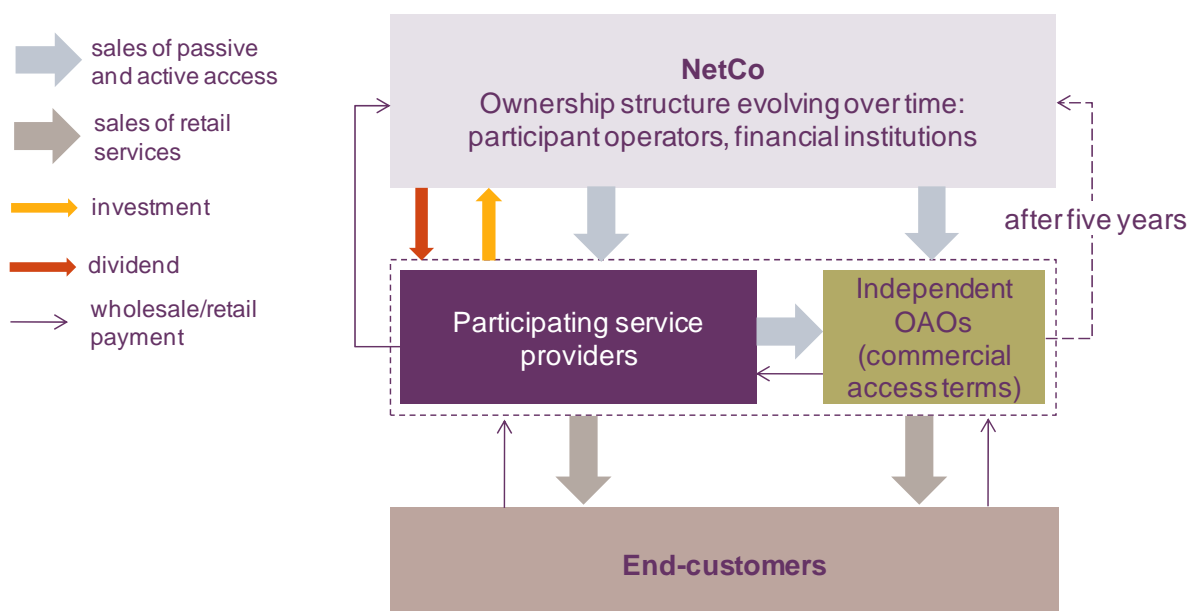 sales of passive
and active access
sales of retail
services
investment
dividend
wholesale/retail
payment
NetCo
Ownership structure evolving over time:
participant operators, financial institutions
after five years
Participating service
providers
Independent
OAOs
(commercial
access terms)
End-customers